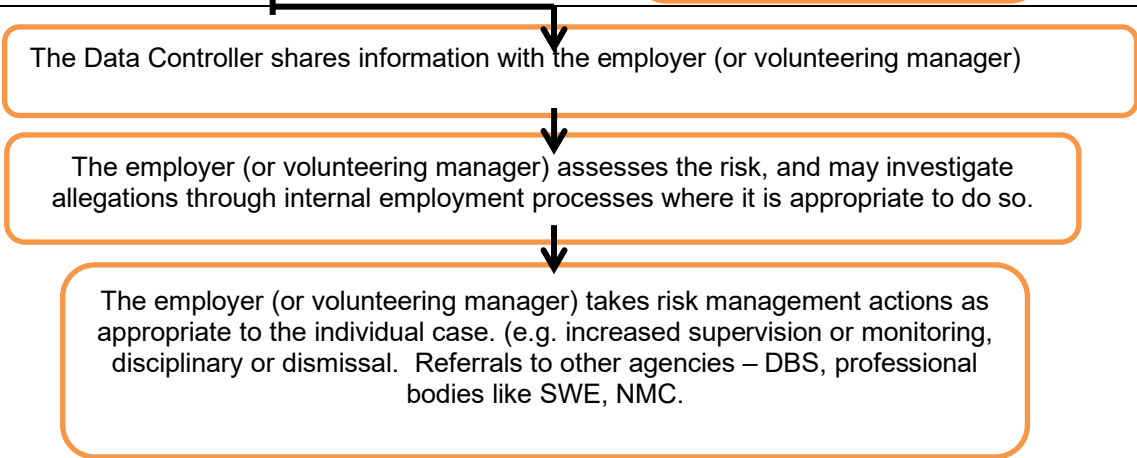 The Data Controller shares information with the employer (or volunteering manager)
The employer (or volunteering manager) assesses the risk, and may investigate
allegations through internal employment processes where it is appropriate to do so.
The employer (or volunteering manager) takes risk management actions as
appropriate to the individual case. (e.g. increased supervision or monitoring,
disciplinary or dismissal.  Referrals to other agencies – DBS, professional
bodies like SWE, NMC.